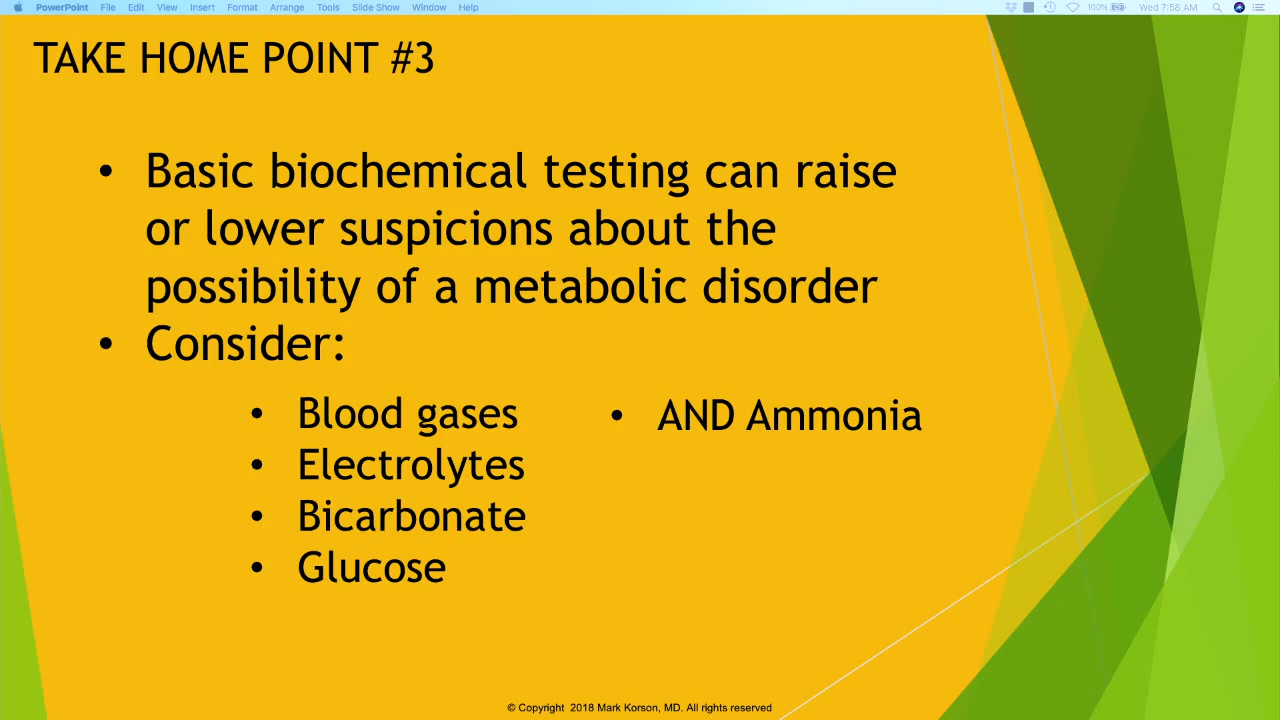 PowerPoint File Edit View Insert Format Arrange Tools Slide Show Window Help 100% Wed 7:58 AM
TAKE HOME POINT #3
• Basic biochemical testing can raise
or lower suspicions about the
possibility of a metabolic disorder
• Consider:
• Blood gases
• Electrolytes
• Bicarbonate
• Glucose
• AND Ammonia
© Copyright 2018 Mark Korson, MD. All rights reserved